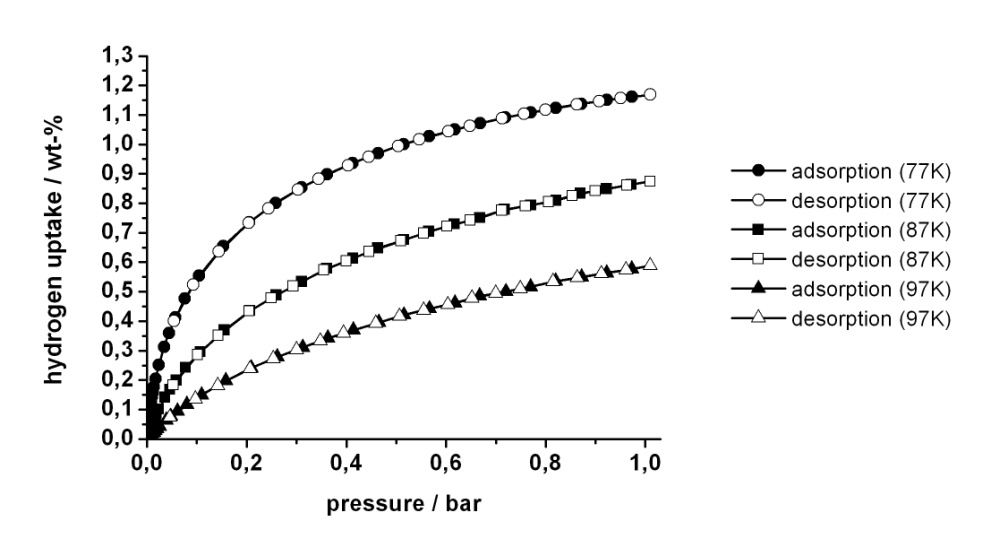 1,3
1,2
1,1
1,0
0,9
0,8
0,7
0,6
0,5
0,4
0,3
0,2
0,1
0,0
hydrogen uptake / wt-%
0,0 0,2 0,4 0,6 0,8 1,0
pressure / bar
adsorption (77K)
desorption (77K)
adsorption (87K)
desorption (87K)
adsorption (97K)
desorption (97K)